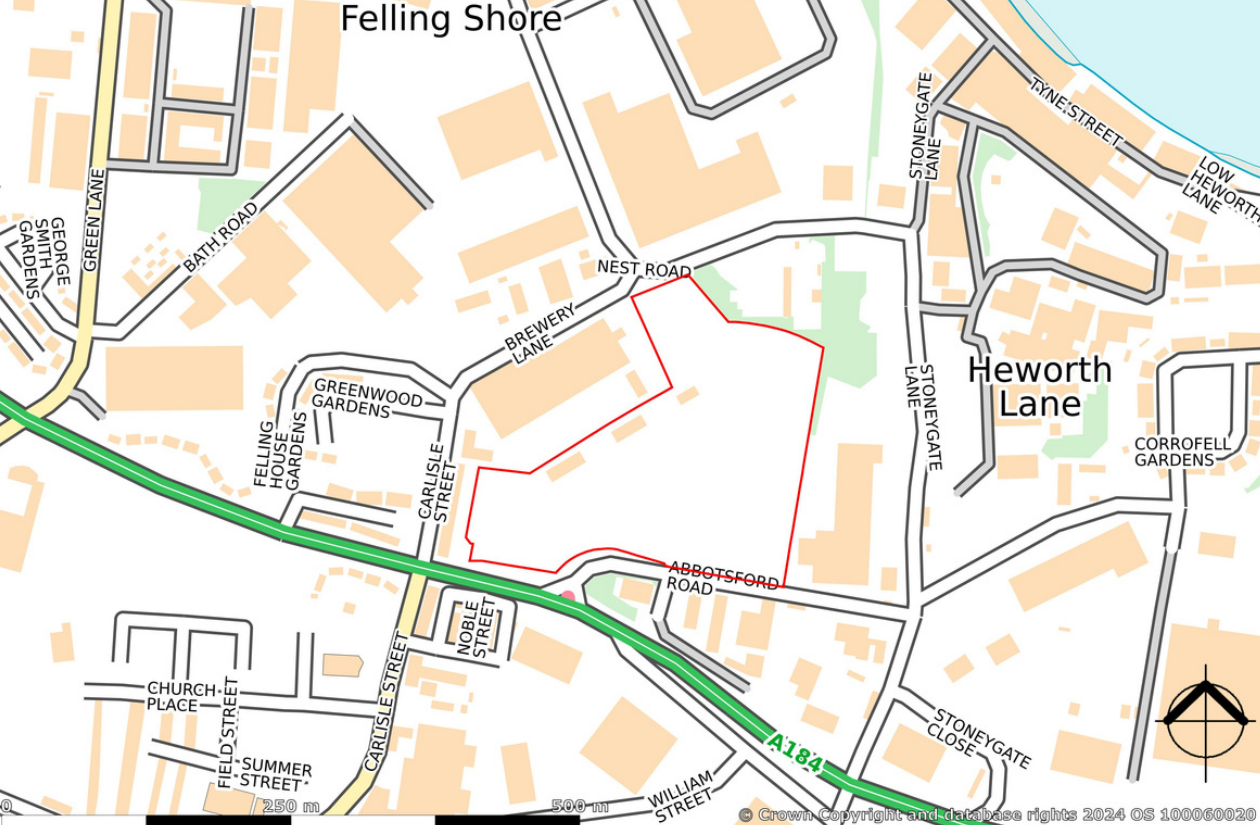 Felling Shore
STONEYGATE
LANE
TYNE STREET
LOW
HEWORTH
LANE
GREEN LANE
GEORGE
SMITH
GARDENS
BATH ROAD
NEST ROAD
BREWERY
LANE
GREENWOOD
GARDENS
FELLING
HOUSE
GARDENS
CARLISLE
STREET
STONEYGATE
LANE
Heworth
Lane
CORROFELL
GARDENS
ABBOTSFORD
ROAD
NOBLE
STREET
CARLISLE STREET
CHURCH
PLACE
FIELD STREET
SUMMER
STREET
A184
STONEYGATE
CLOSE
WILLIAM
STREET
0
250 m
500 m
© Crown Copyright and database rights 2024 OS 100060020